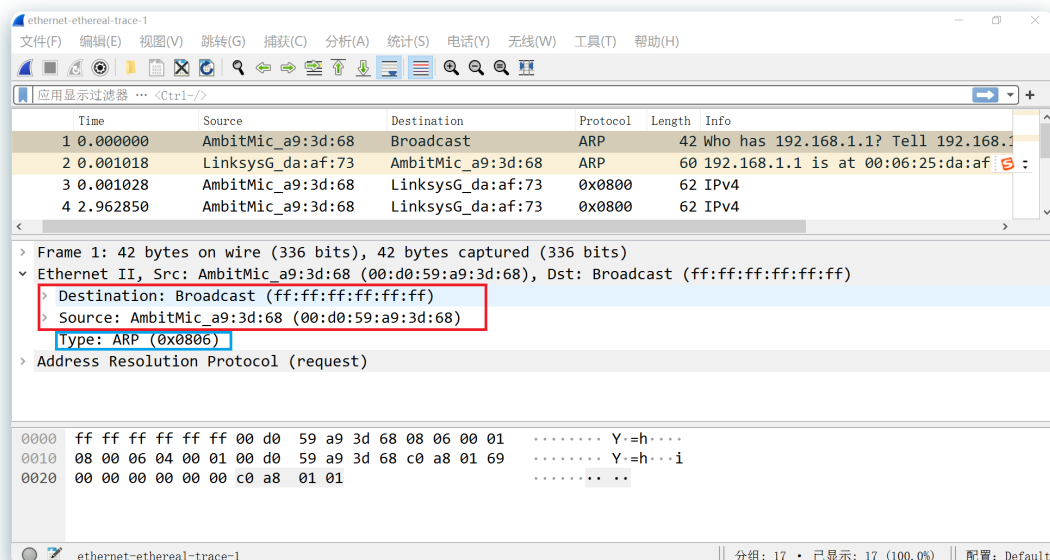 ethernet-ethereal-trace-1
文件(F) 编辑(E) 视图(V) 跳转(G) 捕获(C) 分析(A) 统计(S) 电话(Y) 无线(W) 工具(T) 帮助(H)
应用显示过滤器 … <Ctrl-/>
Time Source Destination Protocol Length Info
1 0.000000 AmbitMic_a9:3d:68 Broadcast ARP 42 Who has 192.168.1.1? Tell 192.168.1
2 0.001018 LinksysG_da:af:73 AmbitMic_a9:3d:68 ARP 60 192.168.1.1 is at 00:06:25:da:af
3 0.001028 AmbitMic_a9:3d:68 LinksysG_da:af:73 0x0800 62 IPv4
4 2.962850 AmbitMic_a9:3d:68 LinksysG_da:af:73 0x0800 62 IPv4
Frame 1: 42 bytes on wire (336 bits), 42 bytes captured (336 bits)
Ethernet II, Src: AmbitMic_a9:3d:68 (00:d0:59:a9:3d:68), Dst: Broadcast (ff:ff:ff:ff:ff:ff)
Destination: Broadcast (ff:ff:ff:ff:ff:ff)
Source: AmbitMic_a9:3d:68 (00:d0:59:a9:3d:68)
Type: ARP (0x0806)
Address Resolution Protocol (request)
0000 ff ff ff ff ff ff 00 d0 59 a9 3d 68 08 06 00 01 ········ Y·=h····
0010 08 00 06 04 00 01 00 d0 59 a9 3d 68 c0 a8 01 69 ········ Y·=h···i
0020 00 00 00 00 00 00 c0 a8 01 01 ········ ··
ethernet-ethereal-trace-1 分组: 17 · 已显示: 17 (100.0%) 配置: Default